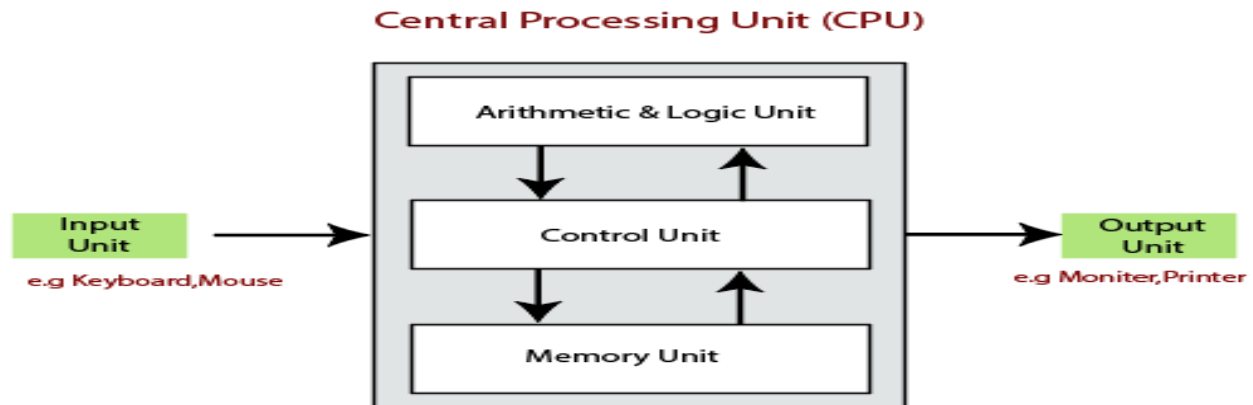 Central Processing Unit (CPU)
Arithmetic & Logic Unit
Input
Unit
e.g Keyboard,Mouse
Control Unit
Output
Unit
e.g Moniter,Printer
Memory Unit